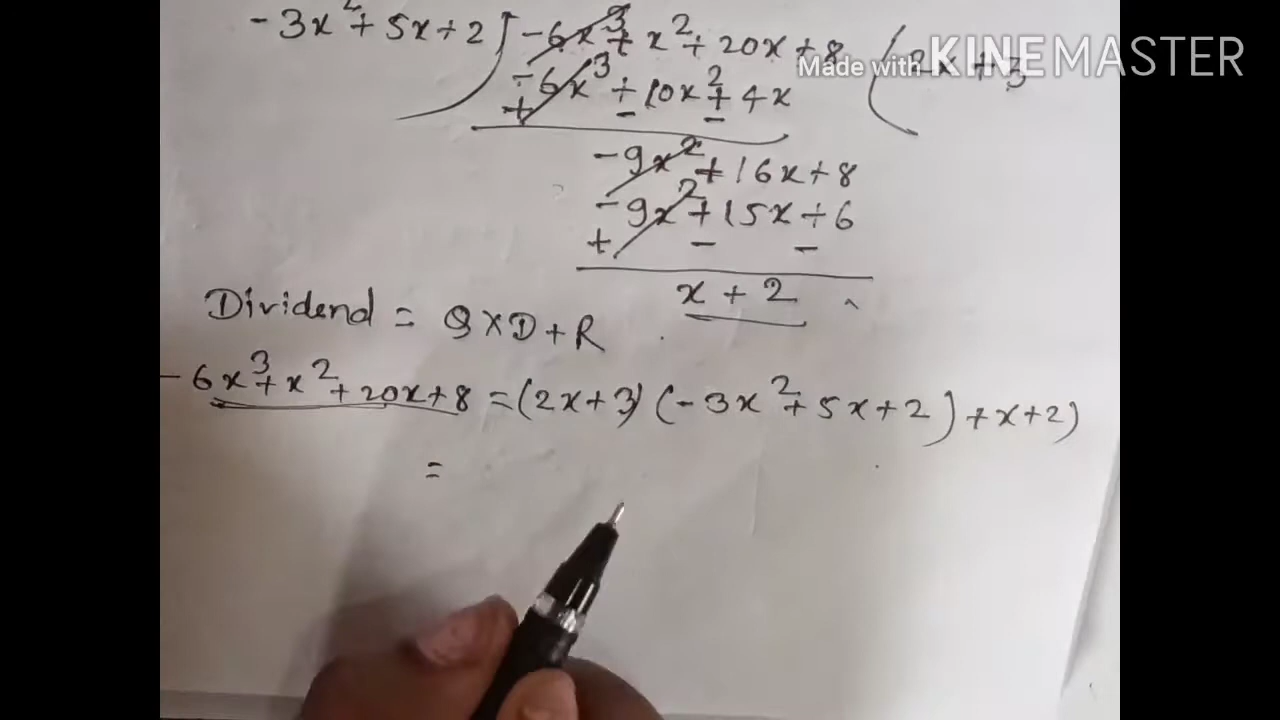 -3x²+5x+2) -6x³+x²+20x+8 (2x+3
-6x³+10x²+4x
+ - -
-9x²+16x+8
-9x²+15x+6
+ - -
x+2
Dividend = Q×D+R
-6x³+x²+20x+8 =(2x+3)(-3x²+5x+2)+x+2)
=
Made with KINEMASTER